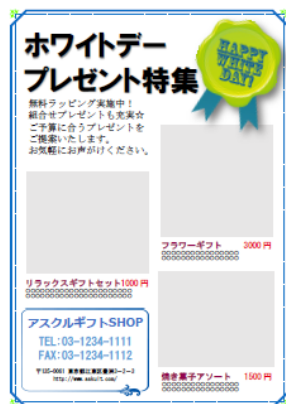 ホワイトデー
プレゼント特集
HAPPY
WHITE
DAY!
無料ラッピング実施中！
組合せプレゼントも充実☆
ご予算に合うプレゼントを
ご提案いたします。
お気軽にお声がけください。
フラワーギフト 3000円
○○○○○○○○○○○○○○○
○○○○○○○○○○○○○○○
リラックスギフトセット1000円
○○○○○○○○○○○○○○○
○○○○○○○○○○○○○○○
アスクルギフトSHOP
TEL:03-1234-1111
FAX:03-1234-1112
焼き菓子アソート 1500円
○○○○○○○○○○○○○○○
○○○○○○○○○○○○○○○